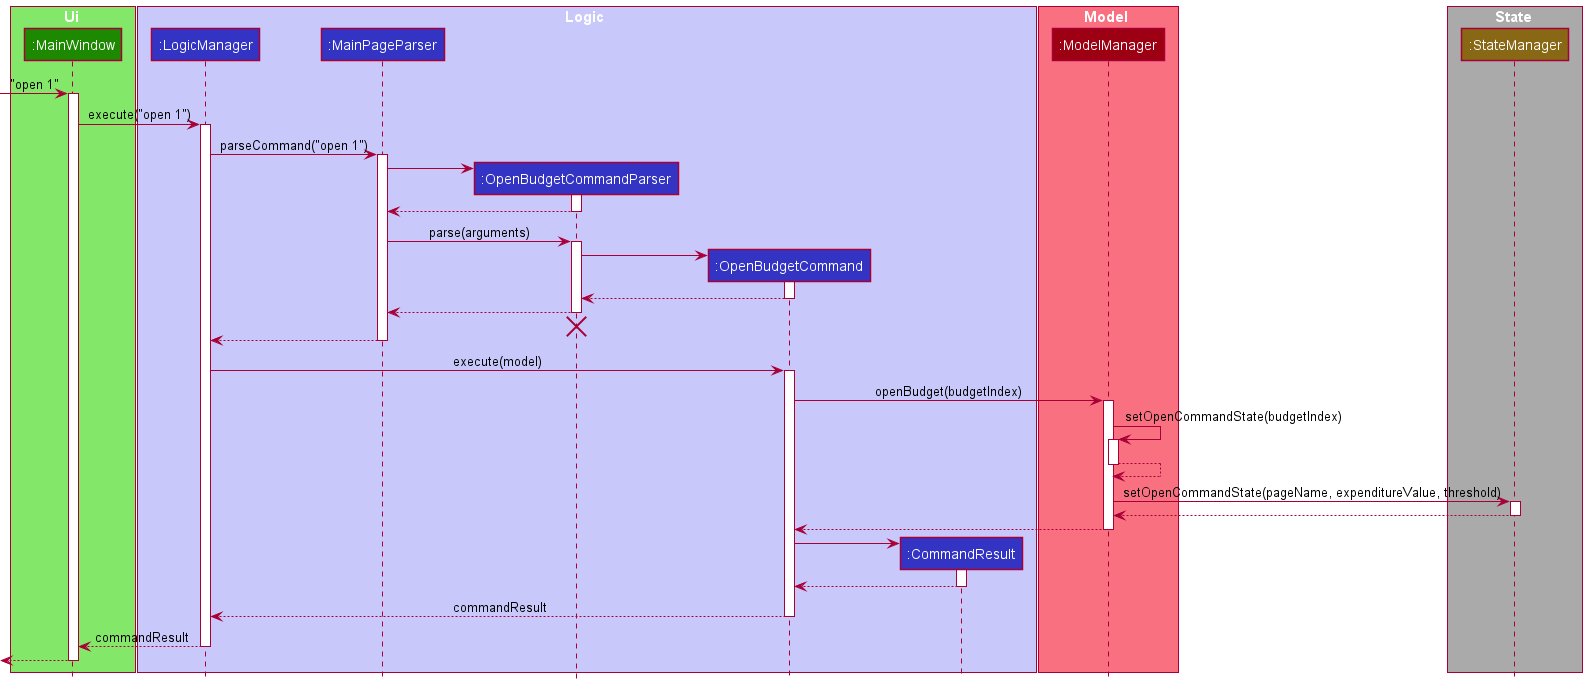 Ui
Logic
Model
State
:MainWindow
:LogicManager
:MainPageParser
:ModelManager
:StateManager
"open 1"
execute("open 1")
parseCommand("open 1")
:OpenBudgetCommandParser
parse(arguments)
:OpenBudgetCommand
execute(model)
openBudget(budgetIndex)
setOpenCommandState(budgetIndex)
setOpenCommandState(pageName, expenditureValue, threshold)
:CommandResult
commandResult
commandResult